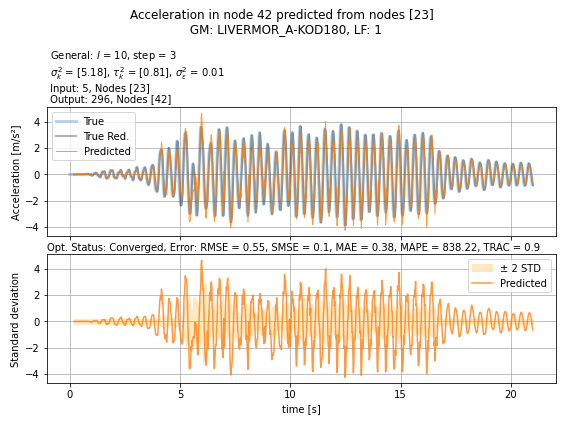 Acceleration in node 42 predicted from nodes [23]
GM: LIVERMOR_A-KOD180, LF: 1
General: l = 10, step = 3
σ²ₖ = [5.18], τ²ₖ = [0.81], σ²ε = 0.01
Input: 5, Nodes [23]
Output: 296, Nodes [42]
Acceleration [m/s²]
4
2
0
−2
−4
True
True Red.
Predicted
Opt. Status: Converged, Error: RMSE = 0.55, SMSE = 0.1, MAE = 0.38, MAPE = 838.22, TRAC = 0.9
Standard deviation
4
2
0
−2
−4
± 2 STD
Predicted
0 5 10 15 20
time [s]